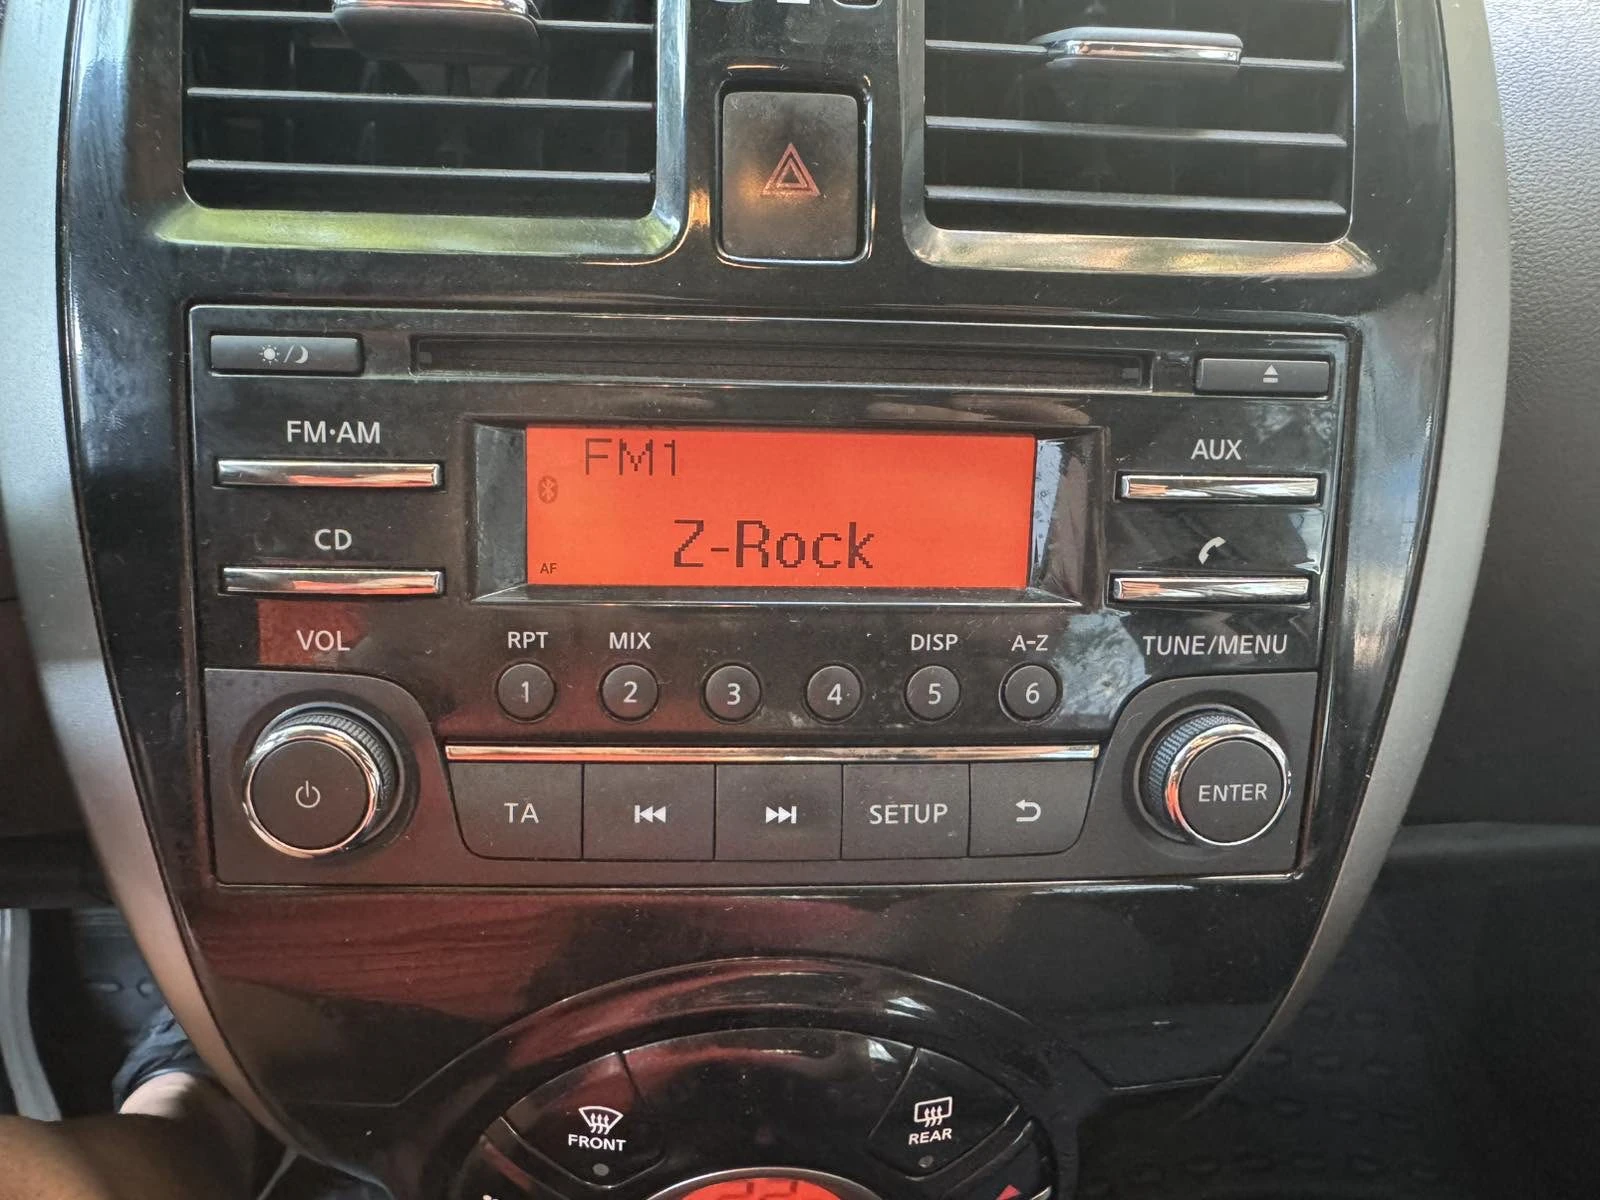 FM·AM
AUX
FM1
CD
Z-Rock
AF
VOL
RPT
MIX
DISP
A-Z
TUNE/MENU
1
2
3
4
5
6
TA
SETUP
ENTER
FRONT
REAR